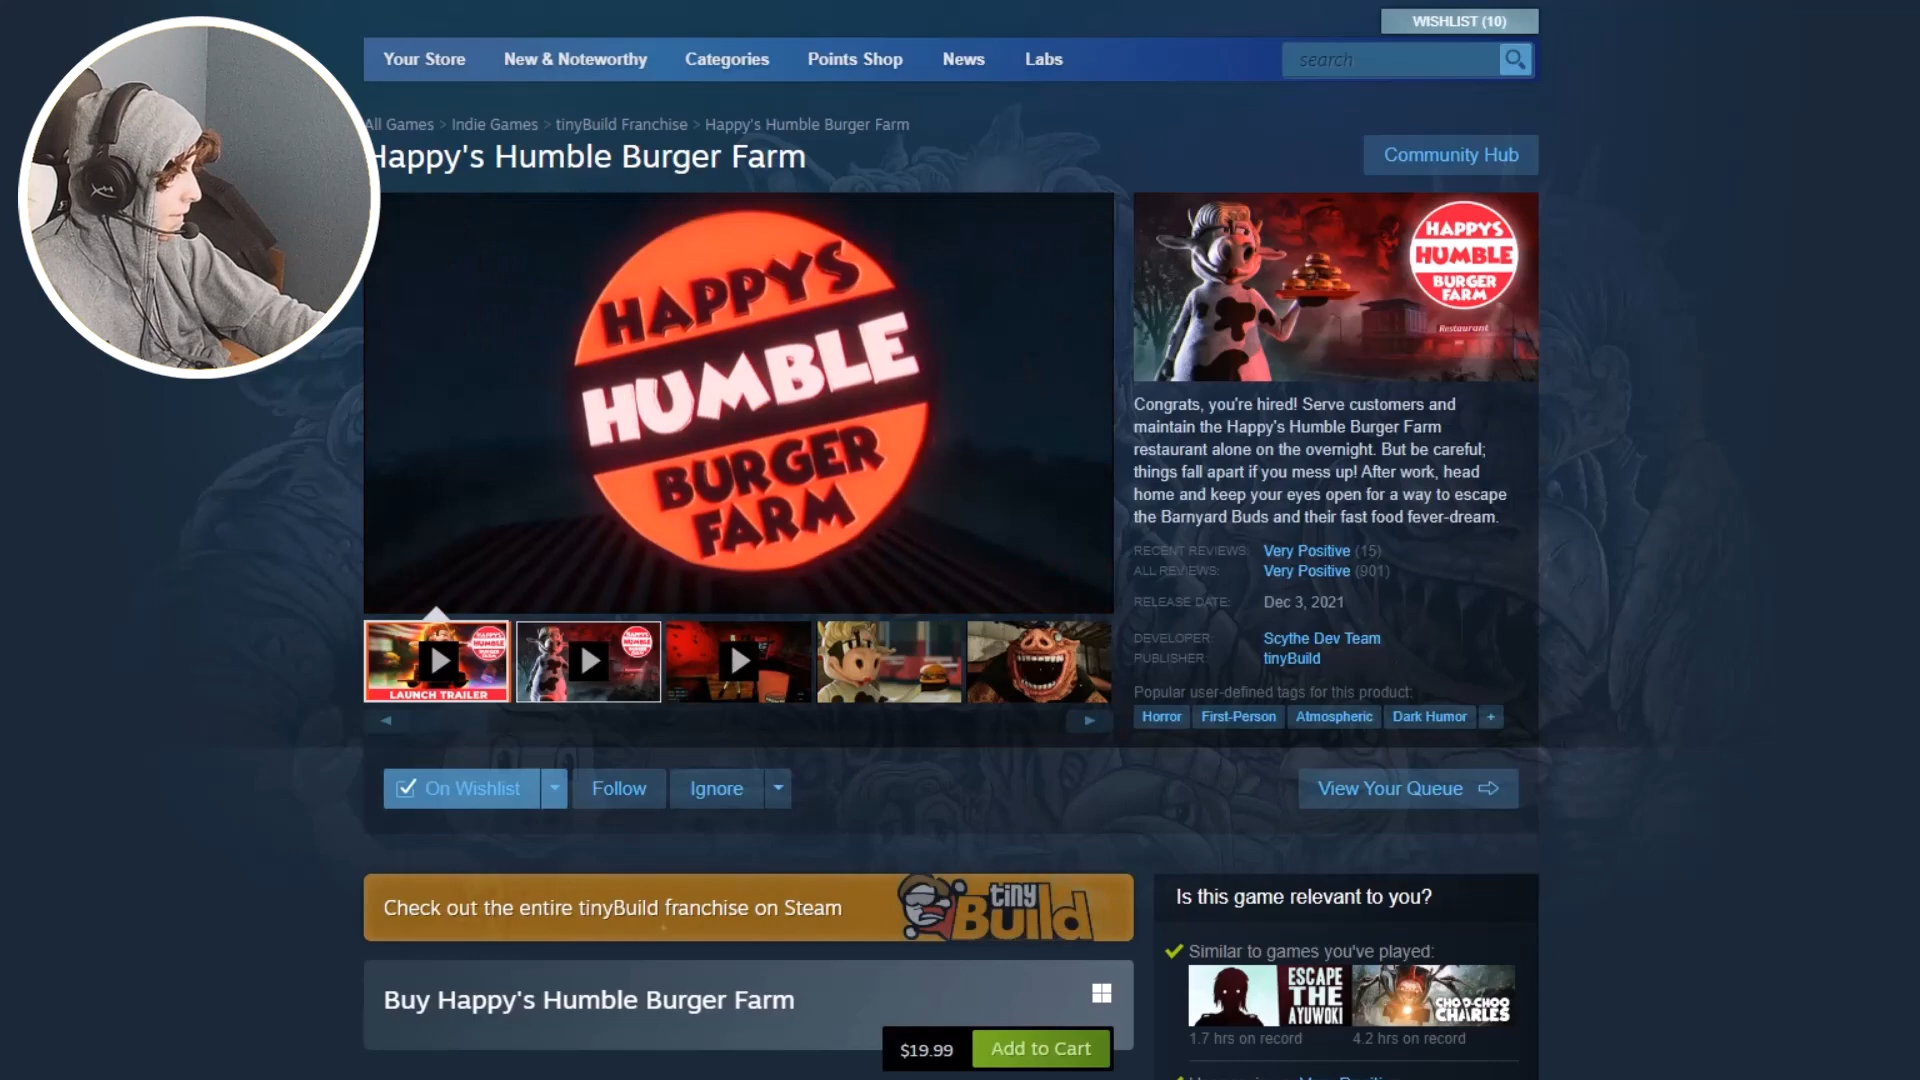 WISHLIST (10)
Your Store New & Noteworthy Categories Points Shop News Labs search
All Games > Indie Games > tinyBuild Franchise > Happy's Humble Burger Farm
Happy's Humble Burger Farm
Community Hub
HAPPYS
HUMBLE
BURGER
FARM
HAPPYS
HUMBLE
BURGER
FARM
Restaurant
Congrats, you're hired! Serve customers and
maintain the Happy's Humble Burger Farm
restaurant alone on the overnight. But be careful;
things fall apart if you mess up! After work, head
home and keep your eyes open for a way to escape
the Barnyard Buds and their fast food fever-dream.
RECENT REVIEWS: Very Positive (15)
ALL REVIEWS: Very Positive (901)
RELEASE DATE: Dec 3, 2021
DEVELOPER: Scythe Dev Team
PUBLISHER: tinyBuild
Popular user-defined tags for this product:
Horror First-Person Atmospheric Dark Humor +
HAPPYS
HUMBLE
BURGER
FARM
LAUNCH TRAILER
HAPPYS
HUMBLE
BURGER
FARM
On Wishlist Follow Ignore View Your Queue
Check out the entire tinyBuild franchise on Steam
tiny
Build
Buy Happy's Humble Burger Farm
$19.99 Add to Cart
Is this game relevant to you?
Similar to games you've played:
ESCAPE
THE
AYUWOKI
CHOO-CHOO
CHARLES
1.7 hrs on record 4.2 hrs on record